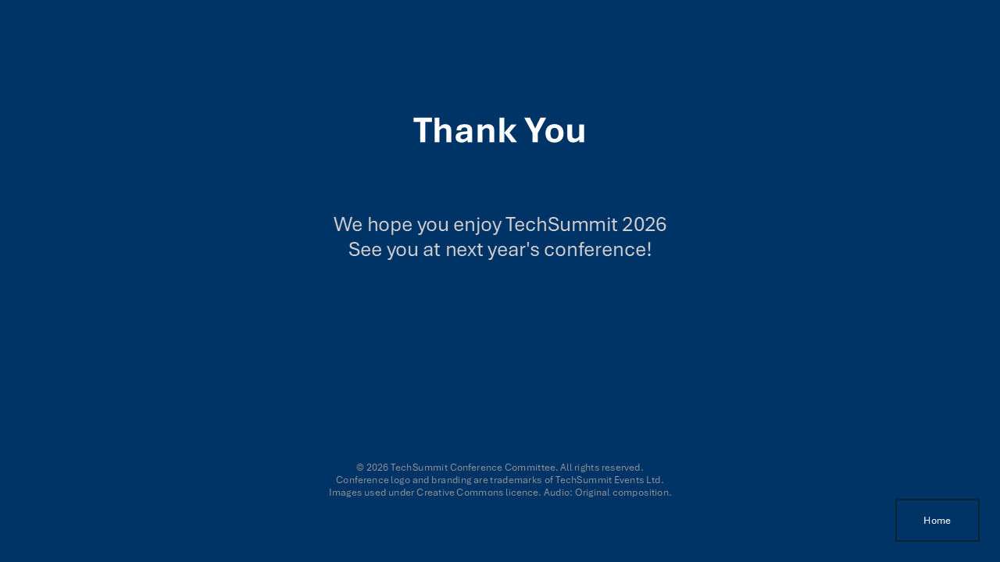 Thank You
We hope you enjoy TechSummit 2026
See you at next year's conference!
© 2026 TechSummit Conference Committee. All rights reserved.
Conference logo and branding are trademarks of TechSummit Events Ltd.
Images used under Creative Commons licence. Audio: Original composition.
Home